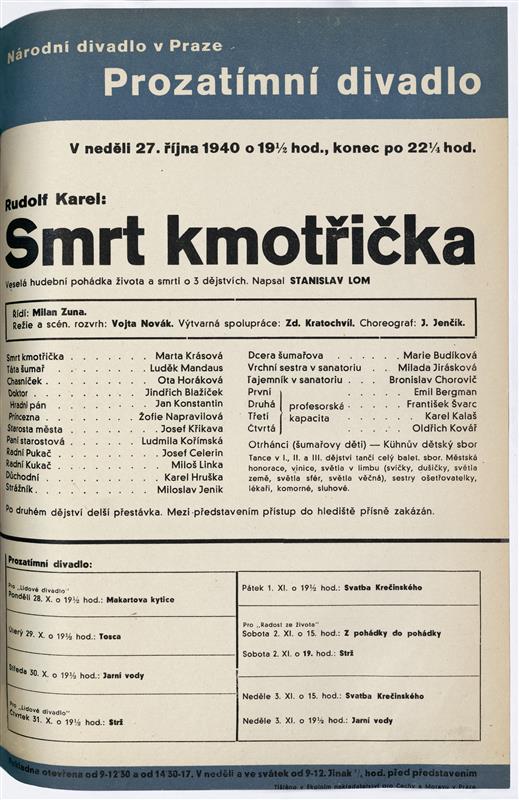 Národní divadlo v Praze
Prozatímní divadlo
V neděli 27. října 1940 o 19½ hod., konec po 22¼ hod.
Rudolf Karel:
Smrt kmotřička
Veselá hudební pohádka života a smrti o 3 dějstvích. Napsal STANISLAV LOM
Řídí: Milan Zuna.
Režie a scén. rozvrh: Vojta Novák. Výtvarná spolupráce: Zd. Kratochvíl. Choreograf: J. Jenčík.
Smrt kmotřička . . . . . . Marta Krásová
Táta šumař . . . . . . Luděk Mandaus
Chasníček . . . . . . Ota Horáková
Doktor . . . . . . Jindřich Blažíček
Hradní pán . . . . . . Jan Konstantin
Princezna . . . . . . Žofie Napravilová
Starosta města . . . . . . Josef Křikava
Paní starostová . . . . . . Ludmila Kořímská
Radní Pukač . . . . . . Josef Celerin
Radní Kukač . . . . . . Miloš Linka
Důchodní . . . . . . Karel Hruška
Strážník . . . . . . Miloslav Jeník
Dcera šumařova . . . . . . Marie Budíková
Vrchní sestra v sanatoriu . . Milada Jirásková
Tajemník v sanatoriu . . . Bronislav Chorovič
První . . . Emil Bergman
Druhá profesorská . . . František Švarc
Třetí kapacita . . . Karel Kalaš
Čtvrtá . . . Oldřich Kovář
Otrhánci (šumařovy děti) — Kühnův dětský sbor
Tance v I., II. a III. dějství tančí celý balet. sbor. Městská
honorace, vinice, světla v limbu (svíčky, dušičky, světla
země, světla sfér, světla věčná), sestry ošetřovatelky,
lékaři, komorné, sluhové.
Po druhém dějství delší přestávka. Mezi představením přístup do hlediště přísně zakázán.
Prozatímní divadlo:
Pro „Lidové divadlo"
Pondělí 28. X. o 19½ hod.: Makartova kytice
Úterý 29. X. o 19½ hod.: Tosca
Středa 30. X. o 19½ hod.: Jarní vody
Pro „Lidové divadlo"
Čtvrtek 31. X. o 19½ hod.: Strž
Pátek 1. XI. o 19½ hod.: Svatba Krečinského
Pro „Radost ze života"
Sobota 2. XI. o 15. hod.: Z pohádky do pohádky
Sobota 2. XI. o 19. hod.: Strž
Neděle 3. XI. o 15. hod.: Svatba Krečinského
Neděle 3. XI. o 19½ hod.: Jarní vody
Pokladna otevřena od 9-12˙30 a od 14˙30-17. V neděli a ve svátek od 9-12. Jinak ½ hod. před představením
Tištěno v Školním nakladatelství pro Čechy a Moravu v Praze